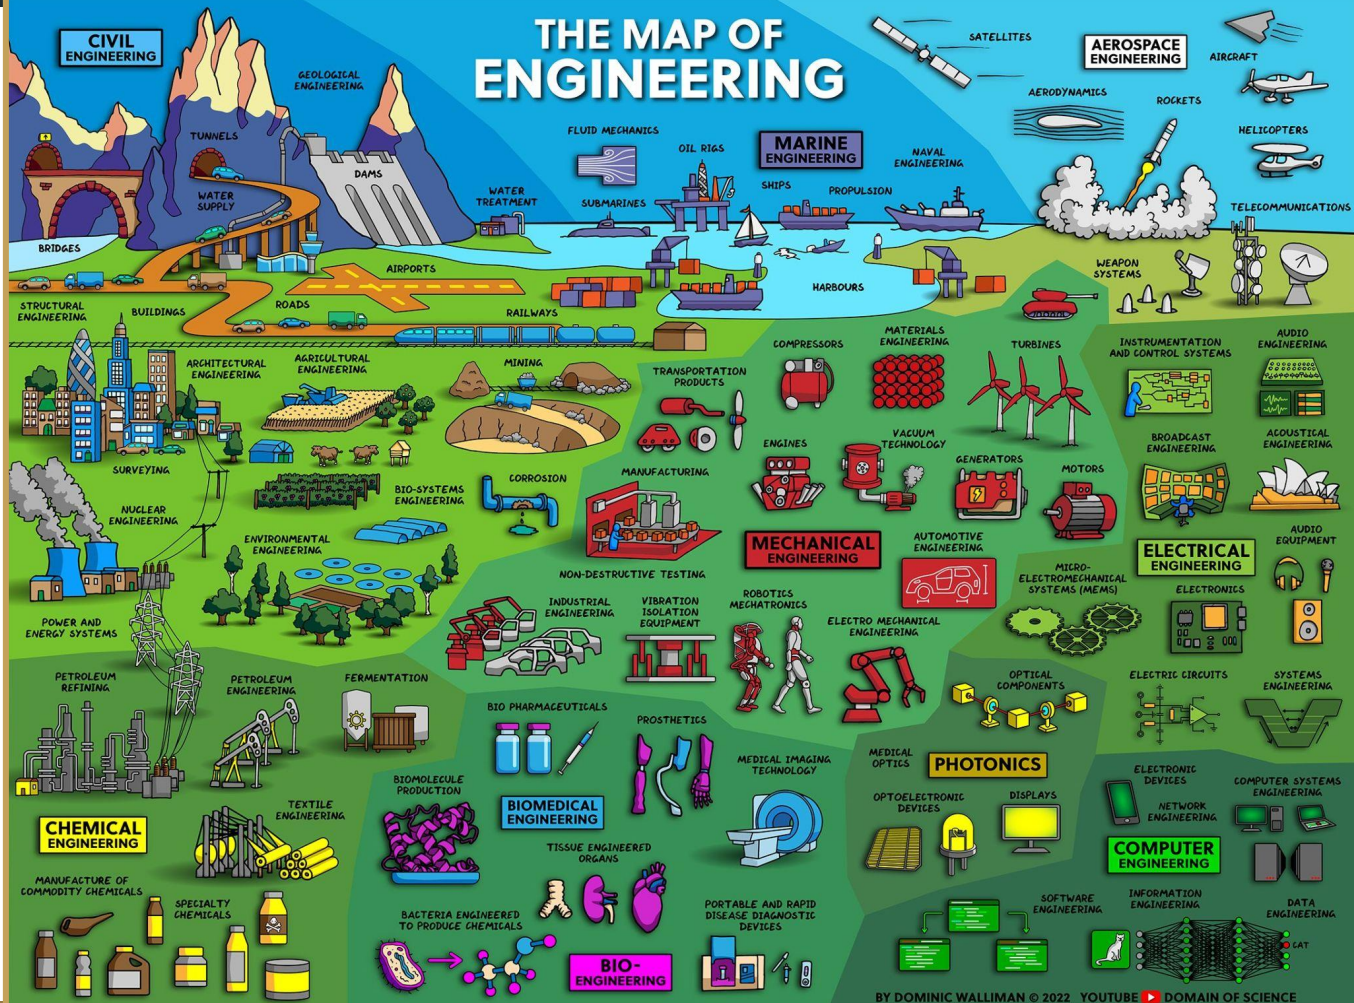 THE MAP OF
ENGINEERING
CIVIL
ENGINEERING
GEOLOGICAL
ENGINEERING
TUNNELS
DAMS
WATER
SUPPLY
BRIDGES
WATER
TREATMENT
AIRPORTS
STRUCTURAL
ENGINEERING
BUILDINGS
ROADS
RAILWAYS
ARCHITECTURAL
ENGINEERING
AGRICULTURAL
ENGINEERING
MINING
SURVEYING
NUCLEAR
ENGINEERING
BIO-SYSTEMS
ENGINEERING
CORROSION
ENVIRONMENTAL
ENGINEERING
POWER AND
ENERGY SYSTEMS
FLUID MECHANICS
OIL RIGS
MARINE
ENGINEERING
NAVAL
ENGINEERING
SUBMARINES
SHIPS
PROPULSION
HARBOURS
SATELLITES
AEROSPACE
ENGINEERING
AIRCRAFT
AERODYNAMICS
ROCKETS
HELICOPTERS
TELECOMMUNICATIONS
WEAPON
SYSTEMS
COMPRESSORS
MATERIALS
ENGINEERING
TURBINES
TRANSPORTATION
PRODUCTS
ENGINES
VACUUM
TECHNOLOGY
GENERATORS
MOTORS
MANUFACTURING
MECHANICAL
ENGINEERING
AUTOMOTIVE
ENGINEERING
NON-DESTRUCTIVE TESTING
INDUSTRIAL
ENGINEERING
VIBRATION
ISOLATION
EQUIPMENT
ROBOTICS
MECHATRONICS
ELECTRO MECHANICAL
ENGINEERING
INSTRUMENTATION
AND CONTROL SYSTEMS
AUDIO
ENGINEERING
BROADCAST
ENGINEERING
ACOUSTICAL
ENGINEERING
ELECTRICAL
ENGINEERING
AUDIO
EQUIPMENT
MICRO-
ELECTROMECHANICAL
SYSTEMS (MEMS)
ELECTRONICS
ELECTRIC CIRCUITS
SYSTEMS
ENGINEERING
PETROLEUM
REFINING
PETROLEUM
ENGINEERING
FERMENTATION
CHEMICAL
ENGINEERING
TEXTILE
ENGINEERING
MANUFACTURE OF
COMMODITY CHEMICALS
SPECIALTY
CHEMICALS
BIO PHARMACEUTICALS
PROSTHETICS
MEDICAL IMAGING
TECHNOLOGY
BIOMOLECULE
PRODUCTION
BIOMEDICAL
ENGINEERING
TISSUE ENGINEERED
ORGANS
BACTERIA ENGINEERED
TO PRODUCE CHEMICALS
BIO-
ENGINEERING
PORTABLE AND RAPID
DISEASE DIAGNOSTIC
DEVICES
OPTICAL
COMPONENTS
MEDICAL
OPTICS
PHOTONICS
OPTOELECTRONIC
DEVICES
DISPLAYS
ELECTRONIC
DEVICES
COMPUTER SYSTEMS
ENGINEERING
NETWORK
ENGINEERING
COMPUTER
ENGINEERING
SOFTWARE
ENGINEERING
INFORMATION
ENGINEERING
DATA
ENGINEERING
CAT
BY DOMINIC WALLIMAN © 2022 YOUTUBE DOMAIN OF SCIENCE